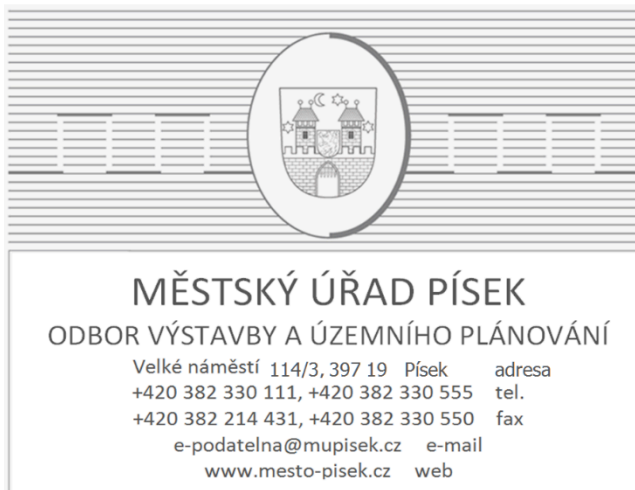 MĚSTSKÝ ÚŘAD PÍSEK
ODBOR VÝSTAVBY A ÚZEMNÍHO PLÁNOVÁNÍ
Velké náměstí 114/3, 397 19 Písek adresa
+420 382 330 111, +420 382 330 555 tel.
+420 382 214 431, +420 382 330 550 fax
e-podatelna@mupisek.cz e-mail
www.mesto-pisek.cz web